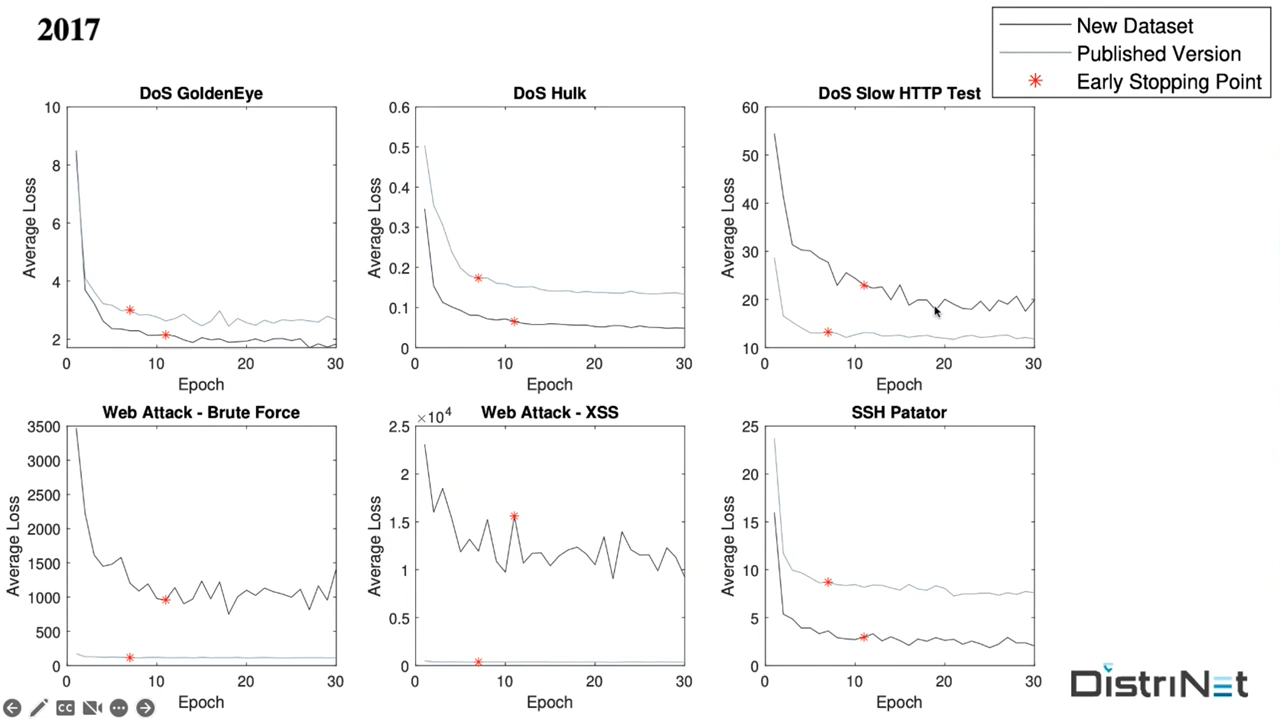 2017
New Dataset
Published Version
Early Stopping Point
DoS GoldenEye
10
8
6
4
2
Average Loss
0
10
20
30
Epoch
DoS Hulk
0.6
0.5
0.4
0.3
0.2
0.1
0
Average Loss
0
10
20
30
Epoch
DoS Slow HTTP Test
60
50
40
30
20
10
Average Loss
0
10
20
30
Epoch
Web Attack - Brute Force
3500
3000
2500
2000
1500
1000
500
0
Average Loss
0
10
20
30
Epoch
Web Attack - XSS
×10⁴
2.5
2
1.5
1
0.5
0
Average Loss
0
10
20
30
Epoch
SSH Patator
25
20
15
10
5
0
Average Loss
0
10
20
30
Epoch
CC
DistriNet